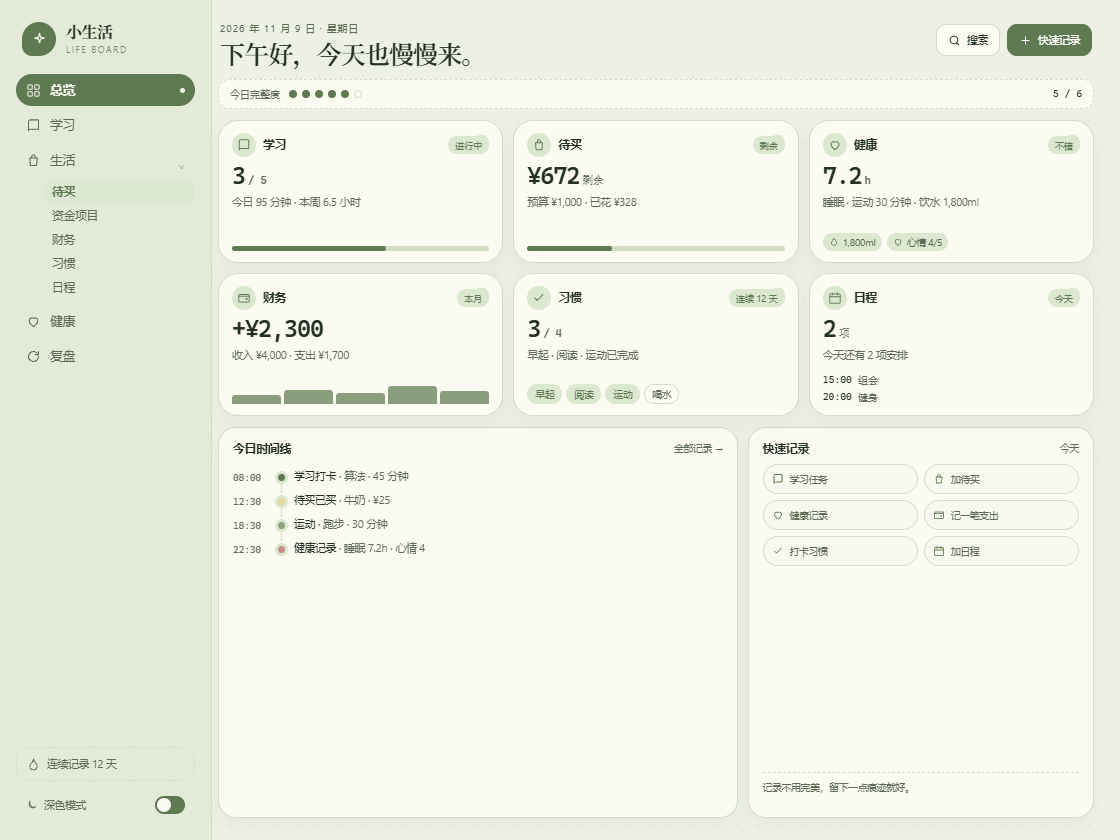 小生活
LIFE BOARD
总览
学习
生活
待买
资金项目
财务
习惯
日程
健康
复盘
连续记录 12 天
深色模式
2026 年 11 月 9 日 · 星期日
下午好，今天也慢慢来。
搜索
快速记录
今日完整度
5 / 6
学习
进行中
3 / 5
今日 95 分钟 · 本周 6.5 小时
待买
剩余
¥672 剩余
预算 ¥1,000 · 已花 ¥328
健康
不错
7.2 h
睡眠 · 运动 30 分钟 · 饮水 1,800ml
1,800ml
心情 4/5
财务
本月
+¥2,300
收入 ¥4,000 · 支出 ¥1,700
习惯
连续 12 天
3 / 4
早起 · 阅读 · 运动已完成
早起
阅读
运动
喝水
日程
今天
2 项
今天还有 2 项安排
15:00 组会
20:00 健身
今日时间线
全部记录 →
08:00 学习打卡 · 算法 · 45 分钟
12:30 待买已买 · 牛奶 · ¥25
18:30 运动 · 跑步 · 30 分钟
22:30 健康记录 · 睡眠 7.2h · 心情 4
快速记录
今天
学习任务
加待买
健康记录
记一笔支出
打卡习惯
加日程
记录不用完美，留下一点痕迹就好。